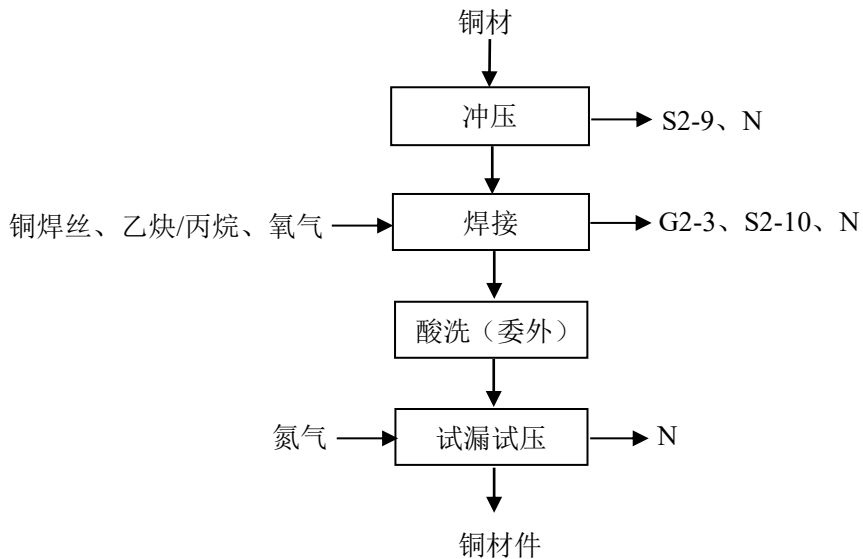 铜材
冲压
S2-9、N
铜焊丝、乙炔/丙烷、氧气
焊接
G2-3、S2-10、N
酸洗（委外）
氮气
试漏试压
N
铜材件